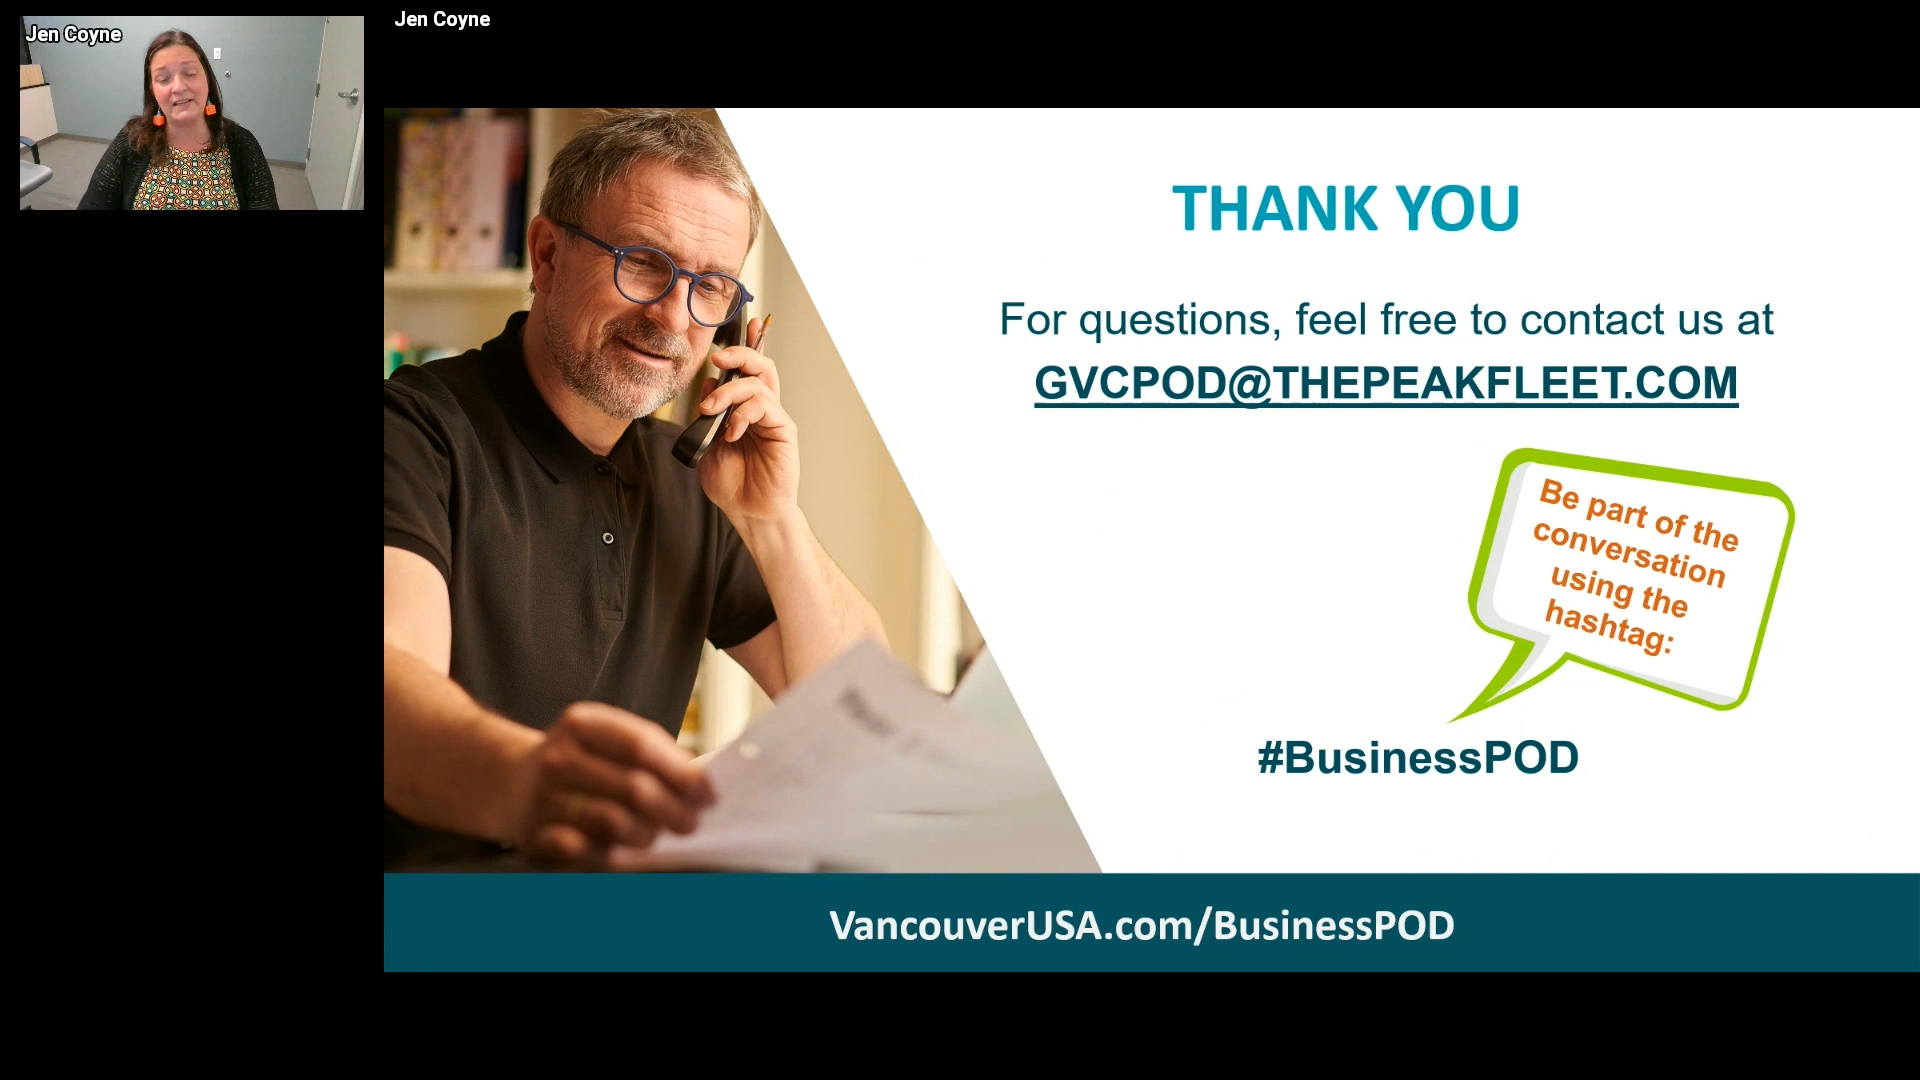 Jen Coyne
Jen Coyne
THANK YOU
For questions, feel free to contact us at
GVCPOD@THEPEAKFLEET.COM
Be part of the
conversation
using the
hashtag:
#BusinessPOD
VancouverUSA.com/BusinessPOD